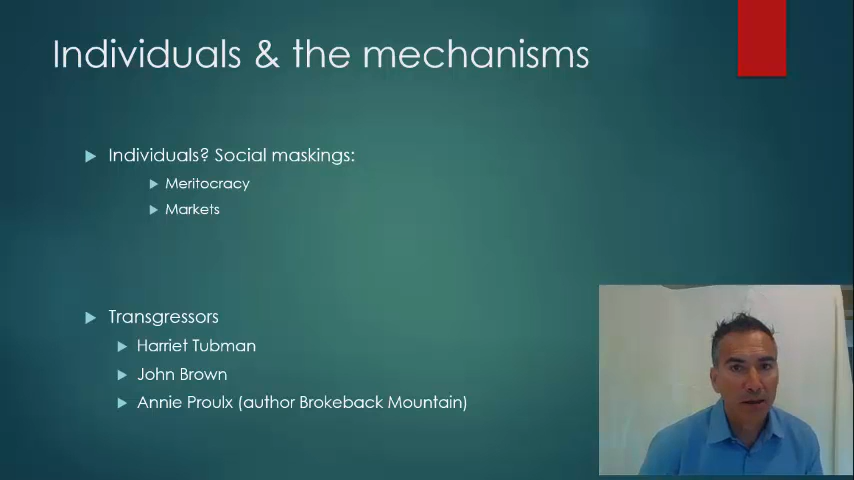 Individuals & the mechanisms
Individuals? Social maskings:
Meritocracy
Markets
Transgressors
Harriet Tubman
John Brown
Annie Proulx (author Brokeback Mountain)